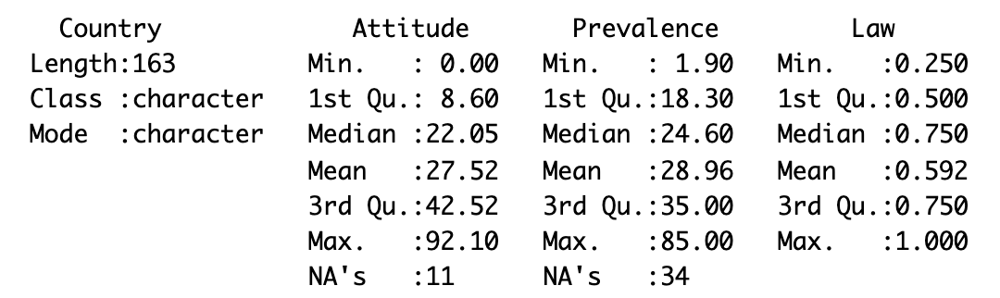 Country Attitude Prevalence Law
Length:163 Min. : 0.00 Min. : 1.90 Min. :0.250
Class :character 1st Qu.: 8.60 1st Qu.:18.30 1st Qu.:0.500
Mode :character Median :22.05 Median :24.60 Median :0.750
Mean :27.52 Mean :28.96 Mean :0.592
3rd Qu.:42.52 3rd Qu.:35.00 3rd Qu.:0.750
Max. :92.10 Max. :85.00 Max. :1.000
NA's :11 NA's :34